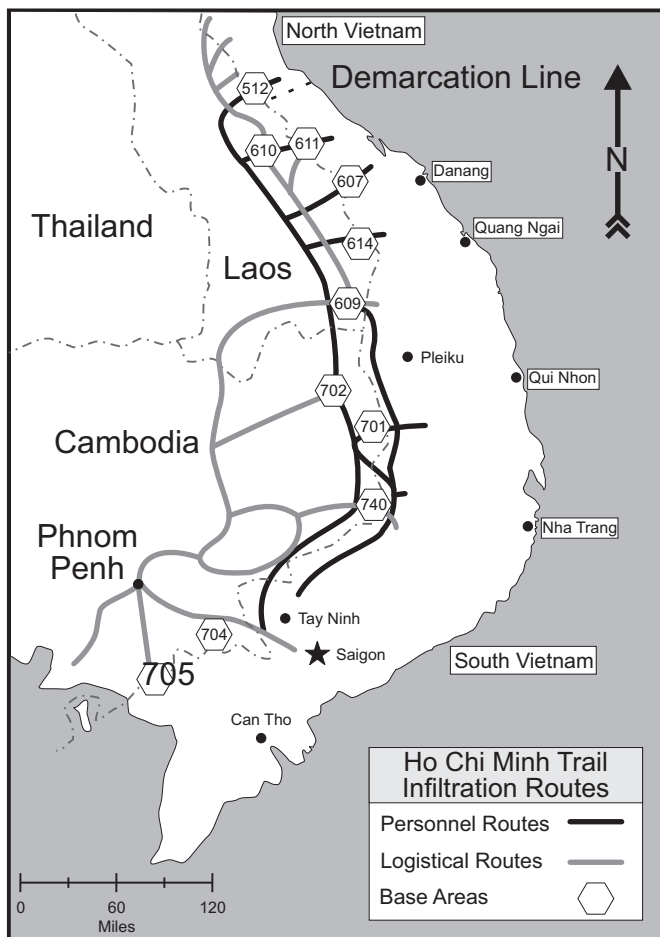 North Vietnam
Demarcation Line
512
611
610
607
N
Danang
Thailand
Quang Ngai
614
Laos
609
Pleiku
Qui Nhon
702
701
Cambodia
740
Nha Trang
Phnom
Penh
Tay Ninh
704
Saigon
South Vietnam
705
Can Tho
Ho Chi Minh Trail
Infiltration Routes
Personnel Routes
Logistical Routes
Base Areas
0 60 120
Miles